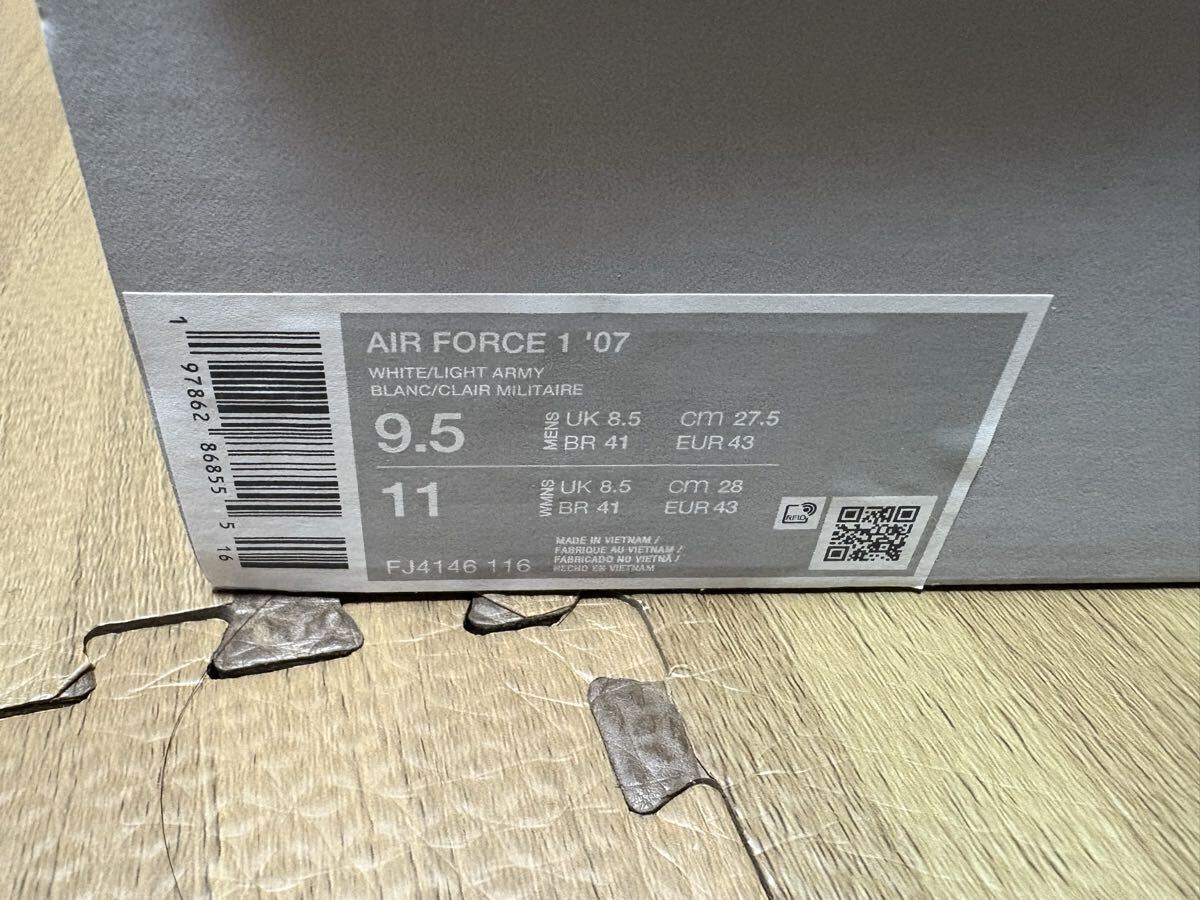 AIR FORCE 1 '07
WHITE/LIGHT ARMY
BLANC/CLAIR MILITAIRE
9.5 MENS UK 8.5 cm 27.5
BR 41 EUR 43
11 WMNS UK 8.5 cm 28
BR 41 EUR 43
RFID
MADE IN VIETNAM /
FABRIQUE AU VIETNAM /
FABRICADO NO VIETNÃ /
HECHO EN VIETNAM
FJ4146 116
1 97862 86855 5 16